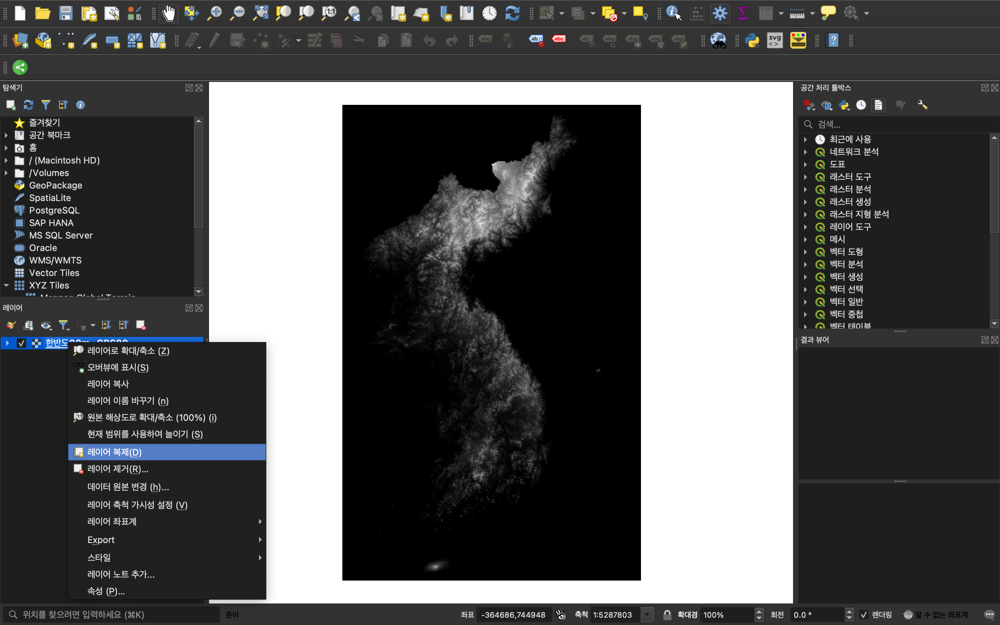 a
1:1
ab
abc
abc
abc
ab
abc
abc
abc
abc
svg
<>
?
탐색기
즐겨찾기
공간 북마크
홈
/ (Macintosh HD)
/Volumes
GeoPackage
SpatiaLite
PostgreSQL
SAP HANA
MS SQL Server
Oracle
WMS/WMTS
Vector Tiles
XYZ Tiles
레이어
레이어로 확대/축소 (Z)
오버뷰에 표시(S)
레이어 복사
레이어 이름 바꾸기 (n)
원본 해상도로 확대/축소 (100%) (i)
현재 범위를 사용하여 늘이기 (S)
레이어 복제(D)
레이어 제거(R)...
데이터 원본 변경 (h)...
레이어 축척 가시성 설정 (V)
레이어 좌표계
Export
스타일
레이어 노트 추가...
속성 (P)...
공간 처리 툴박스
R
검색...
최근에 사용
네트워크 분석
도표
래스터 도구
래스터 분석
래스터 생성
래스터 지형 분석
레이어 도구
메시
벡터 도형
벡터 분석
벡터 생성
벡터 선택
벡터 일반
벡터 중첩
벡터 테이블
결과 뷰어
위치를 찾으려면 입력하세요 (⌘K)
준비
좌표 -364686,744948 축척 1:5287803 확대경 100% 회전 0.0 ° 렌더링 알 수 없는 좌표계